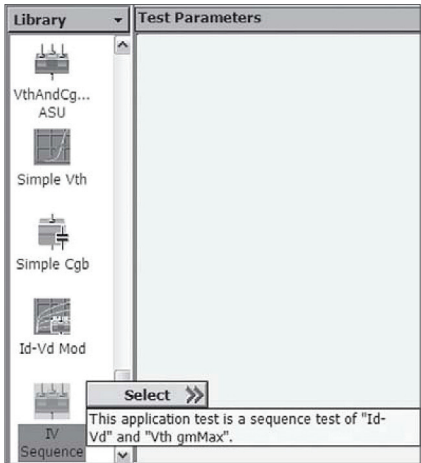 Library
Test Parameters
VthAndCg...
ASU
Simple Vth
Simple Cgb
Id-Vd Mod
Select
This application test is a sequence test of "Id-
Vd" and "Vth gmMax".
IV
Sequence